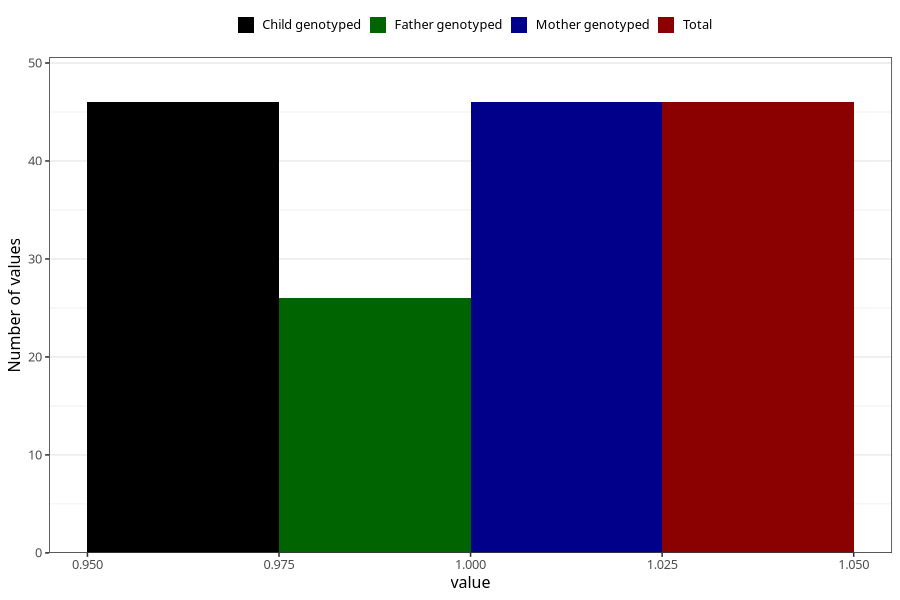 Child genotyped Father genotyped Mother genotyped Total
50
40
30
20
10
0
Number of values
0.950 0.975 1.000 1.025 1.050
value